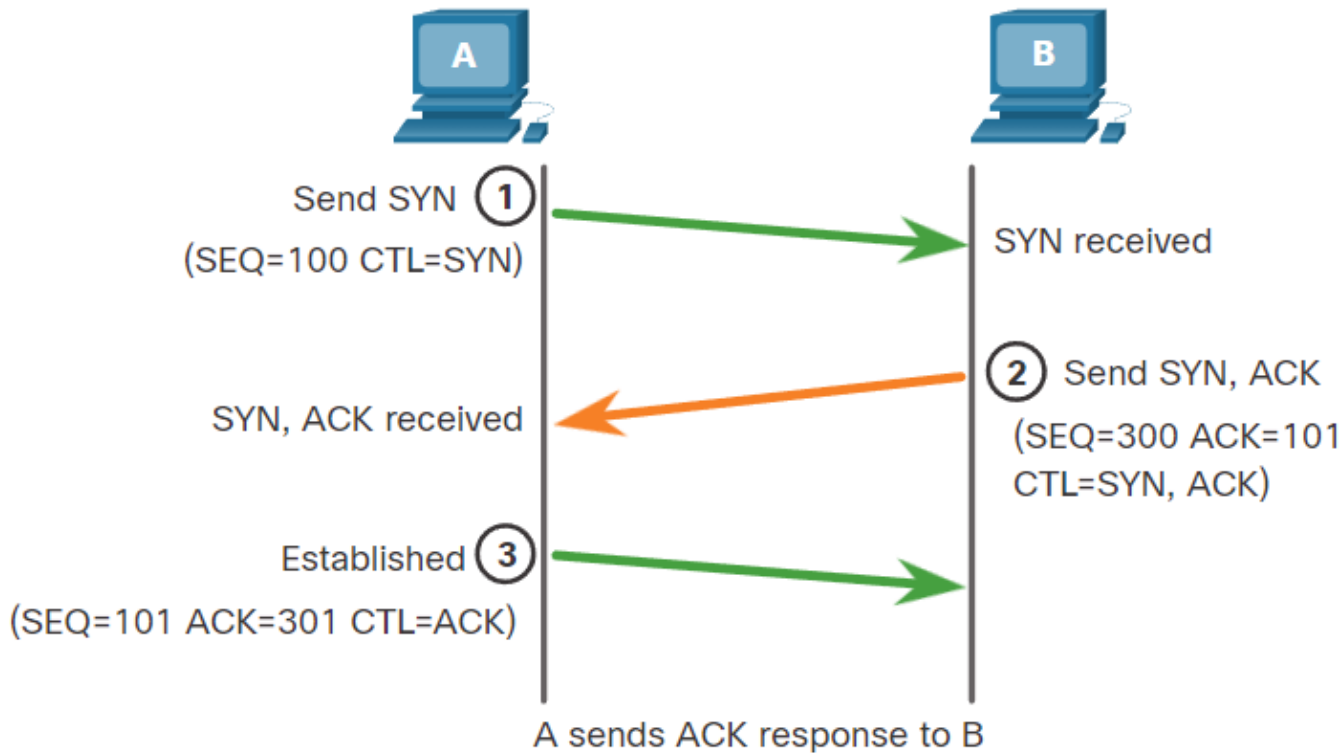 A
B
Send SYN 1
(SEQ=100 CTL=SYN)
SYN received
2 Send SYN, ACK
SYN, ACK received
(SEQ=300 ACK=101
CTL=SYN, ACK)
Established 3
(SEQ=101 ACK=301 CTL=ACK)
A sends ACK response to B